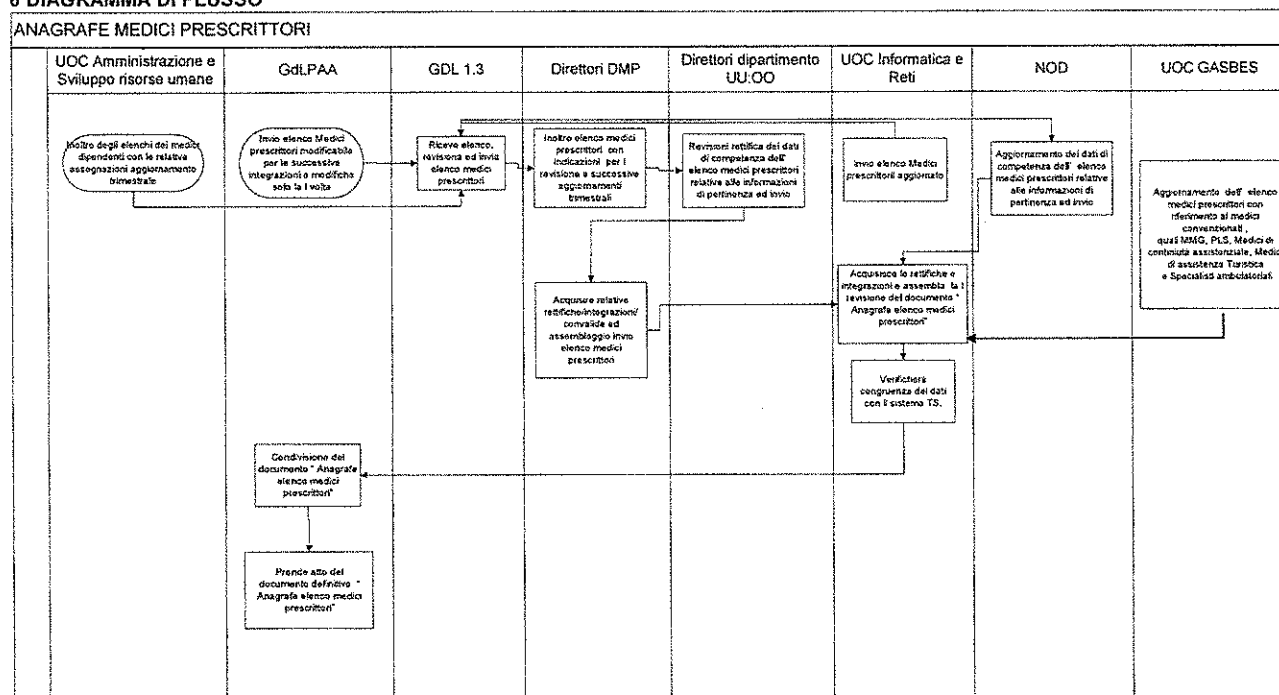 6 DIAGRAMMA DI FLUSSO
ANAGRAFE MEDICI PRESCRITTORI
UOC Amministrazione e
Sviluppo risorse umane
GdLPAA
GDL 1.3
Direttori DMP
Direttori dipartimento
UU:OO
UOC Informatica e
Reti
NOD
UOC GASBES
Inoltro degli elenchi dei medici
dipendenti con le relative
assegnazioni aggiornamento
trimestrale
Invio elenco Medici
prescrittori modificabile
per le successive
integrazioni e modifiche
solo la I volta
Riceve elenco,
revisiona ed invia
elenco medici
prescrittori
Inoltro elenco medici
prescrittori con
indicazioni per I
revisione e successive
aggiornamenti
trimestrali
Revisioni rettifica dei dati
di competenza dell'
elenco medici prescrittori
relative alle informazioni
di pertinenza ed invio
Invio elenco Medici
prescrittori aggiornato
Aggiornamento dei dati di
competenza dell' elenco
medici prescrittori relative
alle informazioni di
pertinenza ed invio
Aggiornamento dell' elenco
medici prescrittori con
riferimento ai medici
convenzionati ,
quali MMG, PLS, Medici di
continuità assistenziale, Medici
di assistenza Turistica
e Specialisti ambulatoriali.
Acquisire relative
rettifiche/integrazioni/
convalide ed
assemblaggio invio
elenco medici
prescrittori
Acquisisce le rettifiche e
integrazioni e assembla la I
revisione del documento "
Anagrafe elenco medici
prescrittori"
Verificherà
congruenza dei dati
con il sistema TS.
Condivisione del
documento " Anagrafe
elenco medici
prescrittori"
Prende atto del
documento definitivo "
Anagrafe elenco medici
prescrittori"